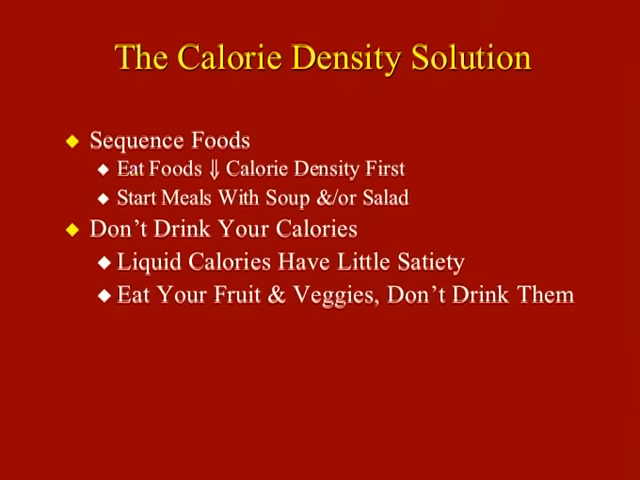 The Calorie Density Solution
Sequence Foods
Eat Foods ⇓ Calorie Density First
Start Meals With Soup &/or Salad
Don’t Drink Your Calories
Liquid Calories Have Little Satiety
Eat Your Fruit & Veggies, Don’t Drink Them